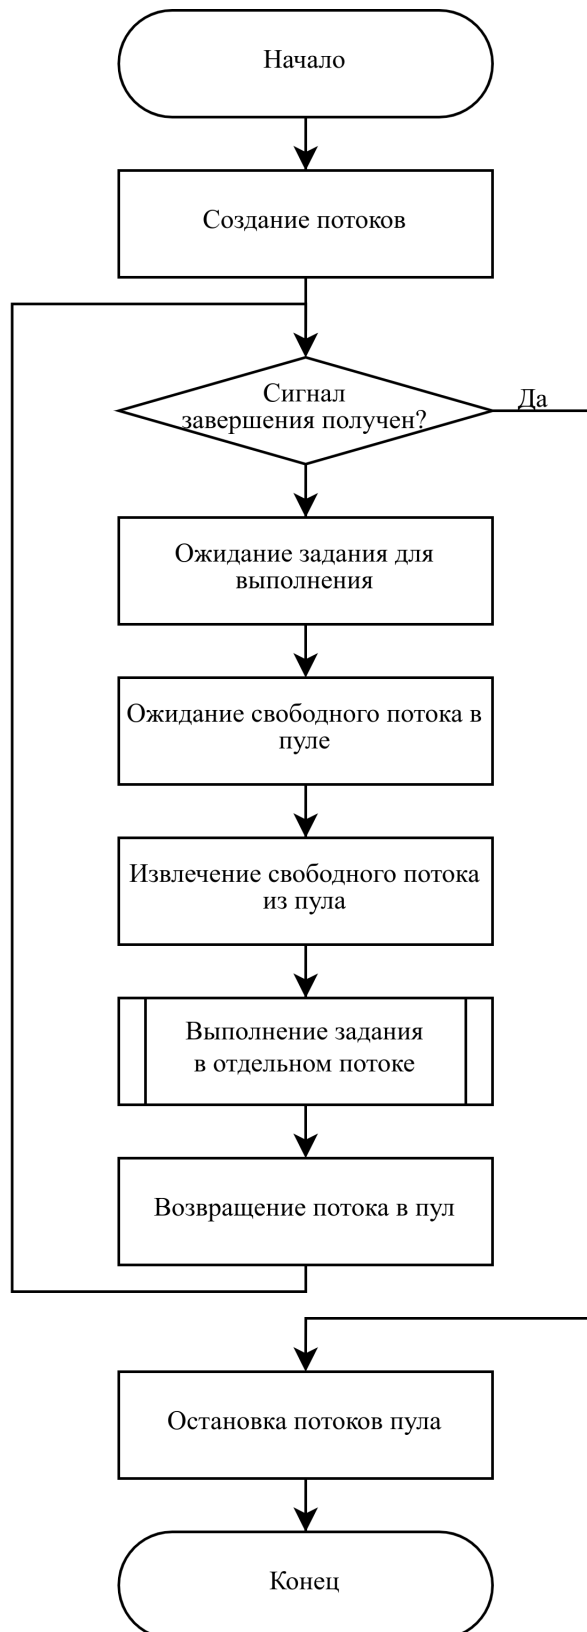 Начало
Создание потоков
Сигнал
завершения получен?
Да
Ожидание задания для
выполнения
Ожидание свободного потока в
пуле
Извлечение свободного потока
из пула
Выполнение задания
в отдельном потоке
Возвращение потока в пул
Остановка потоков пула
Конец